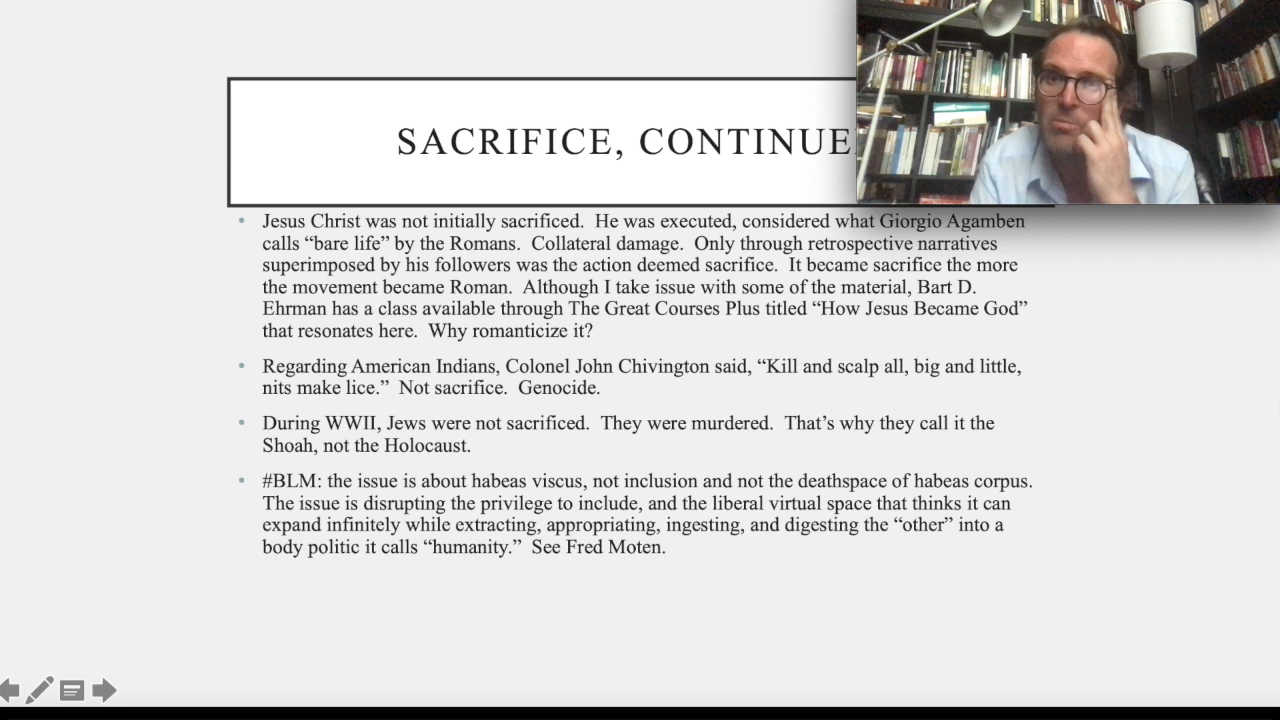 SACRIFICE, CONTINUE
Jesus Christ was not initially sacrificed.  He was executed, considered what Giorgio Agamben
calls “bare life” by the Romans.  Collateral damage.  Only through retrospective narratives
superimposed by his followers was the action deemed sacrifice.  It became sacrifice the more
the movement became Roman.  Although I take issue with some of the material, Bart D.
Ehrman has a class available through The Great Courses Plus titled “How Jesus Became God”
that resonates here.  Why romanticize it?
Regarding American Indians, Colonel John Chivington said, “Kill and scalp all, big and little,
nits make lice.”  Not sacrifice.  Genocide.
During WWII, Jews were not sacrificed.  They were murdered.  That’s why they call it the
Shoah, not the Holocaust.
#BLM: the issue is about habeas viscus, not inclusion and not the deathspace of habeas corpus.
The issue is disrupting the privilege to include, and the liberal virtual space that thinks it can
expand infinitely while extracting, appropriating, ingesting, and digesting the “other” into a
body politic it calls “humanity.”  See Fred Moten.